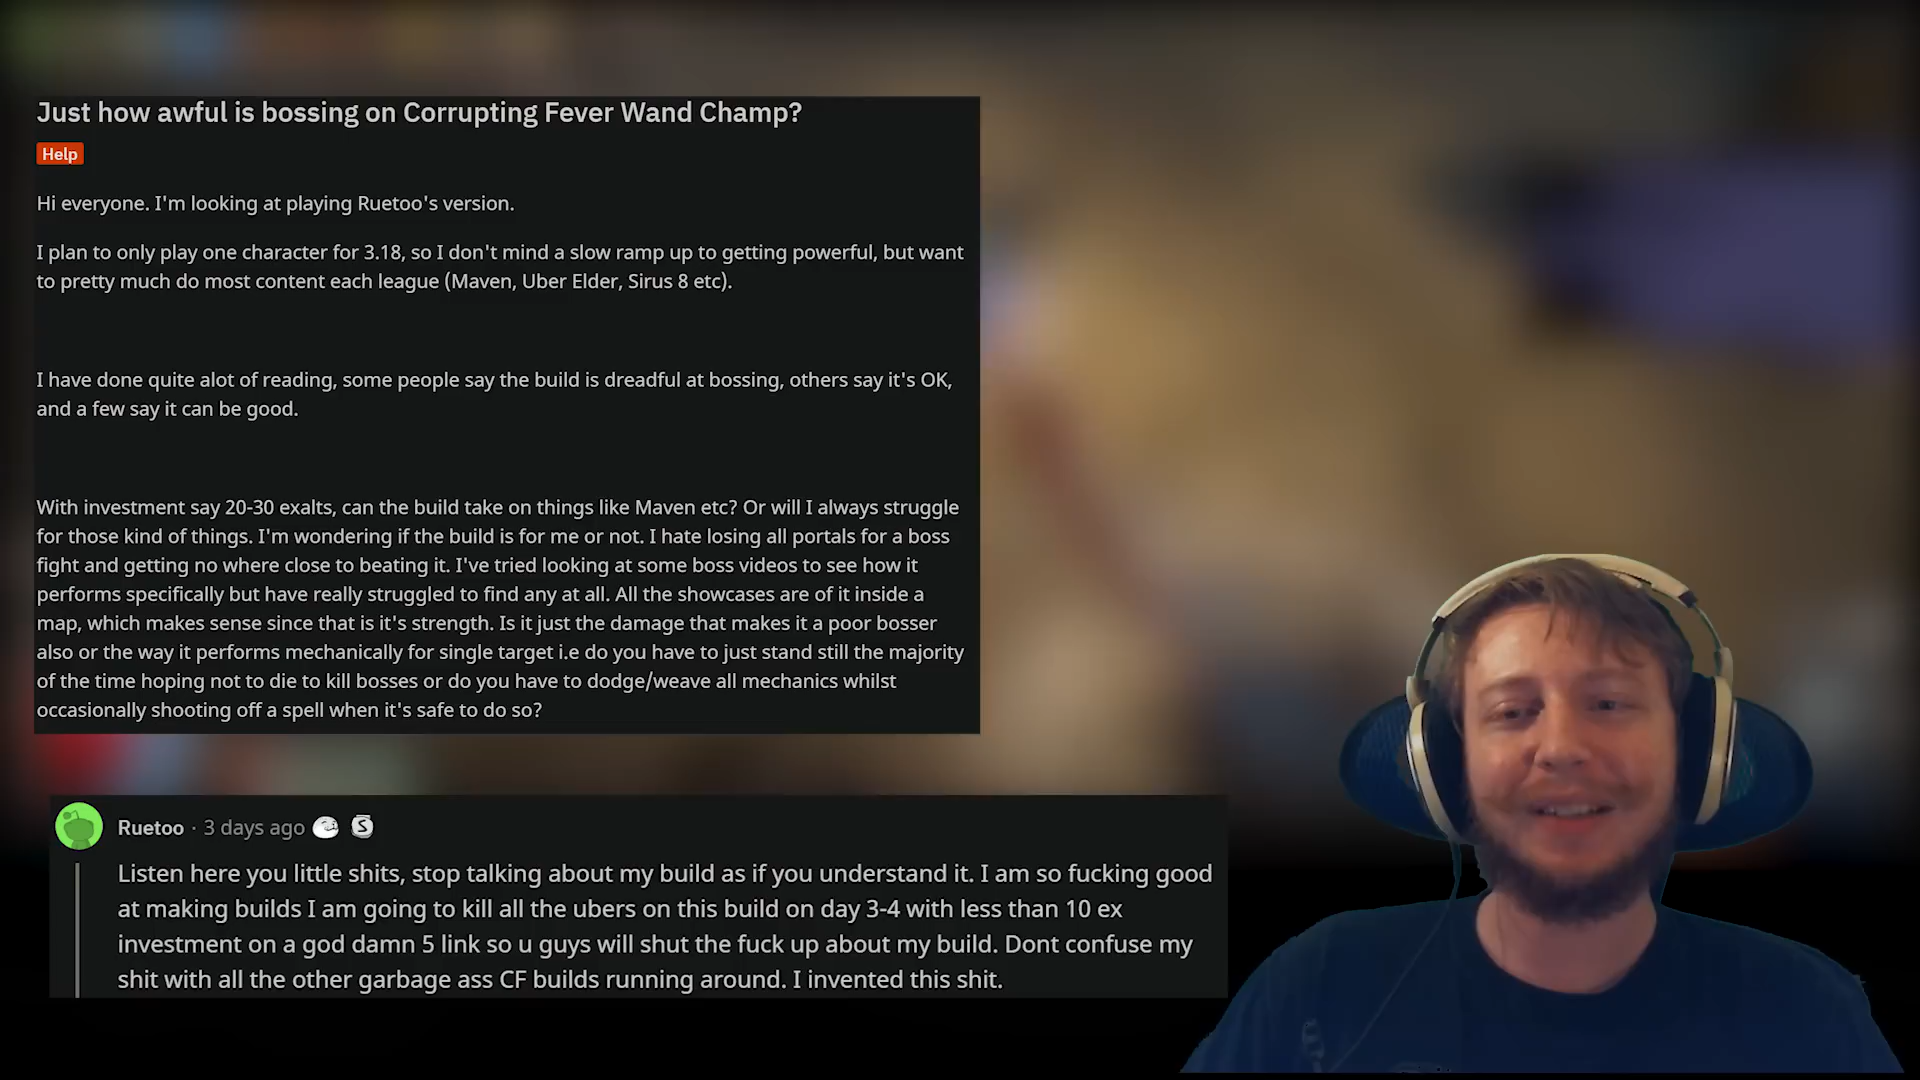 Just how awful is bossing on Corrupting Fever Wand Champ?
Help
Hi everyone. I'm looking at playing Ruetoo's version.
I plan to only play one character for 3.18, so I don't mind a slow ramp up to getting powerful, but want
to pretty much do most content each league (Maven, Uber Elder, Sirus 8 etc).
I have done quite alot of reading, some people say the build is dreadful at bossing, others say it's OK,
and a few say it can be good.
With investment say 20-30 exalts, can the build take on things like Maven etc? Or will I always struggle
for those kind of things. I'm wondering if the build is for me or not. I hate losing all portals for a boss
fight and getting no where close to beating it. I've tried looking at some boss videos to see how it
performs specifically but have really struggled to find any at all. All the showcases are of it inside a
map, which makes sense since that is it's strength. Is it just the damage that makes it a poor bosser
also or the way it performs mechanically for single target i.e do you have to just stand still the majority
of the time hoping not to die to kill bosses or do you have to dodge/weave all mechanics whilst
occasionally shooting off a spell when it's safe to do so?
Ruetoo · 3 days ago
Listen here you little shits, stop talking about my build as if you understand it. I am so fucking good
at making builds I am going to kill all the ubers on this build on day 3-4 with less than 10 ex
investment on a god damn 5 link so u guys will shut the fuck up about my build. Dont confuse my
shit with all the other garbage ass CF builds running around. I invented this shit.